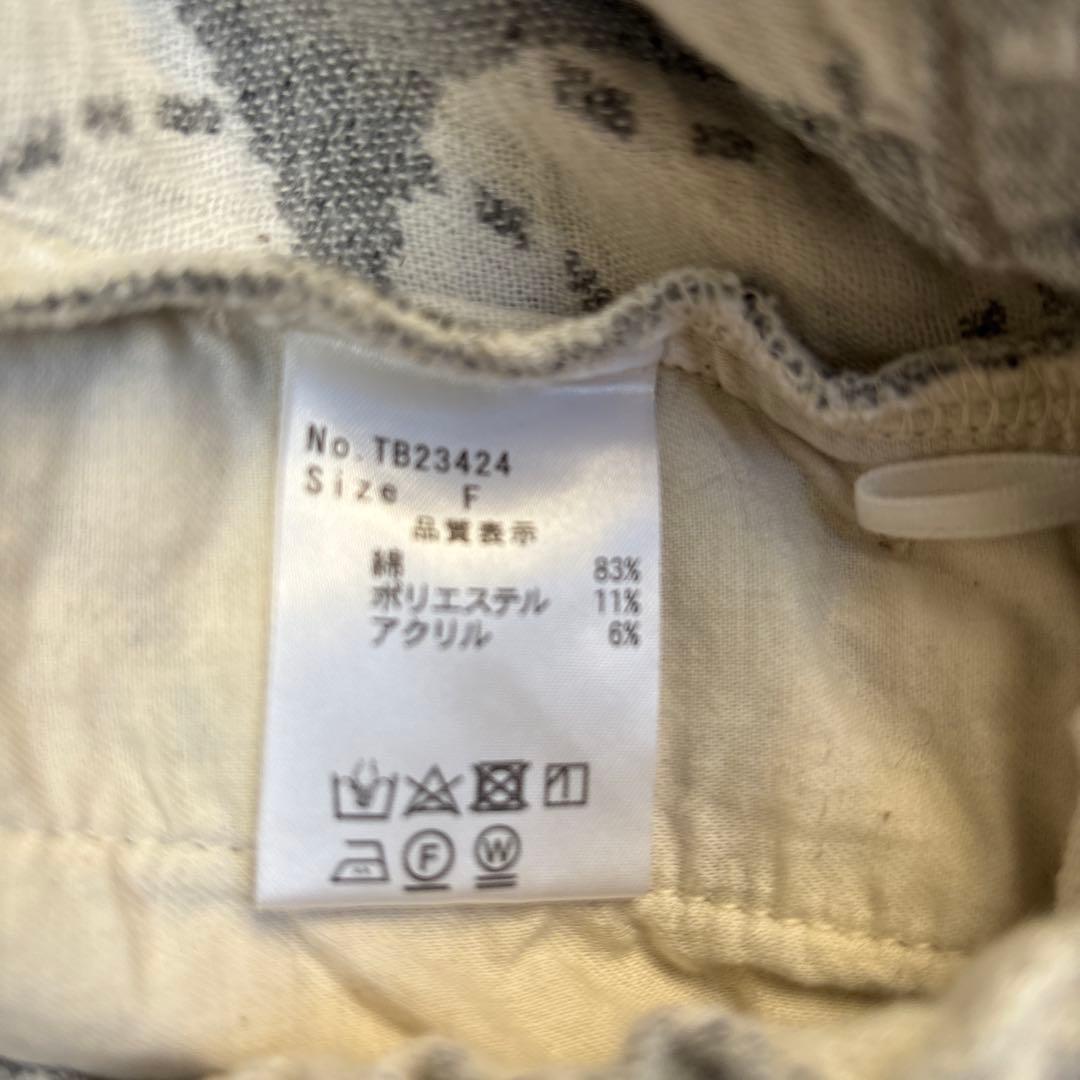 No.TB23424
Size F
品質表示
綿 83%
ポリエステル 11%
アクリル 6%
F W